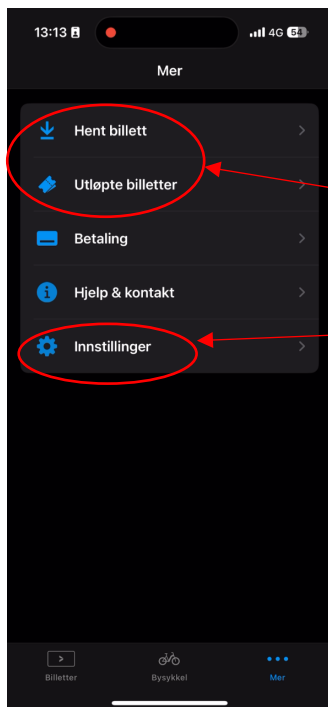 13:13 4G 54
Mer
Hent billett
Utløpte billetter
Betaling
Hjelp & kontakt
Innstillinger
Billetter Bysykkel Mer